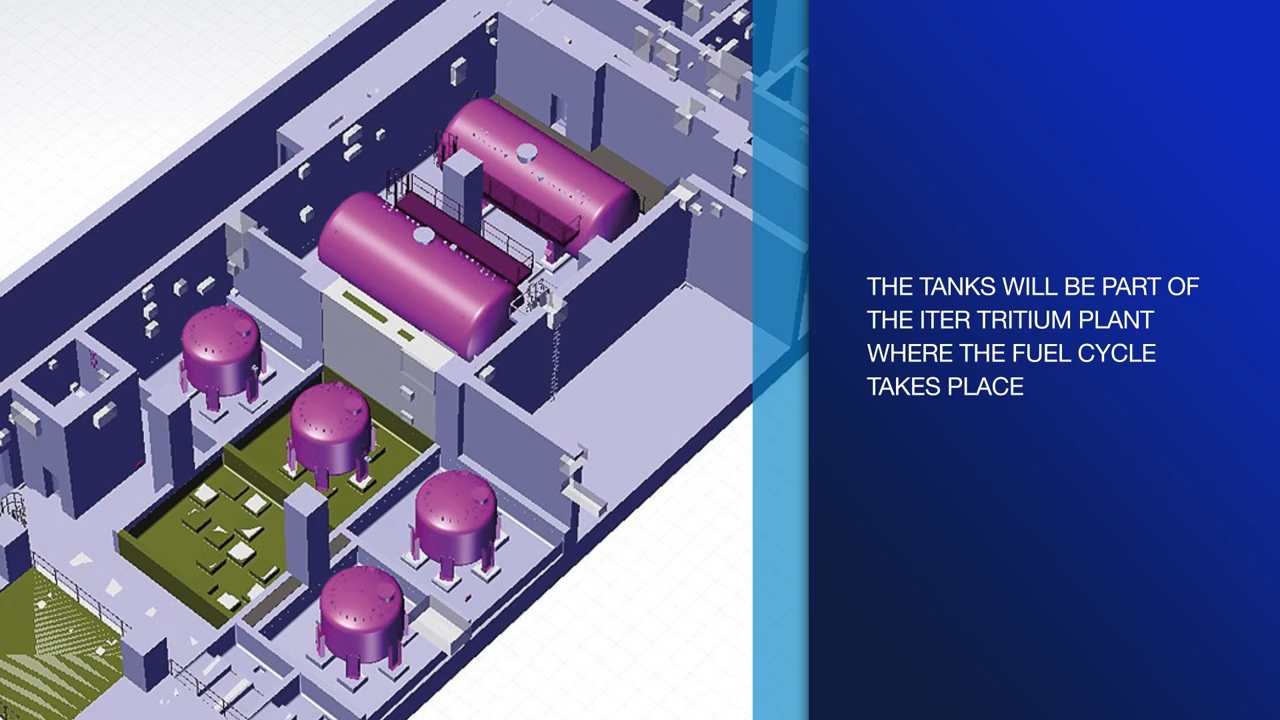 THE TANKS WILL BE PART OF
THE ITER TRITIUM PLANT
WHERE THE FUEL CYCLE
TAKES PLACE